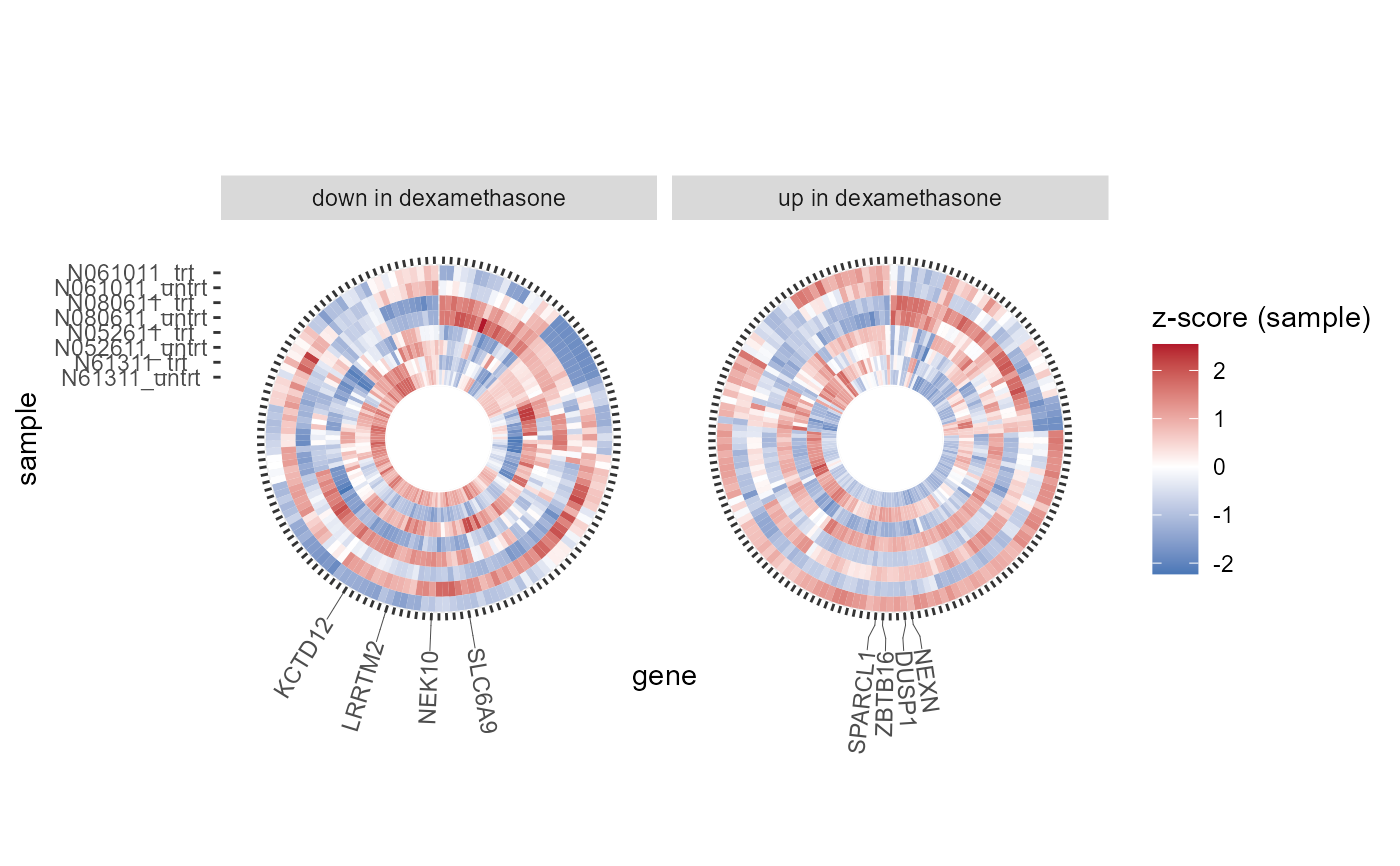 down in dexamethasone
up in dexamethasone
N061011_trt
N061011_untrt
N080611_trt
N080611_untrt
N052611_trt
N052611_untrt
N61311_trt
N61311_untrt
sample
z-score (sample)
2
1
0
-1
-2
KCTD12
LRRTM2
NEK10
SLC6A9
SPARCL1
ZBTB16
DUSP1
NEXN
gene